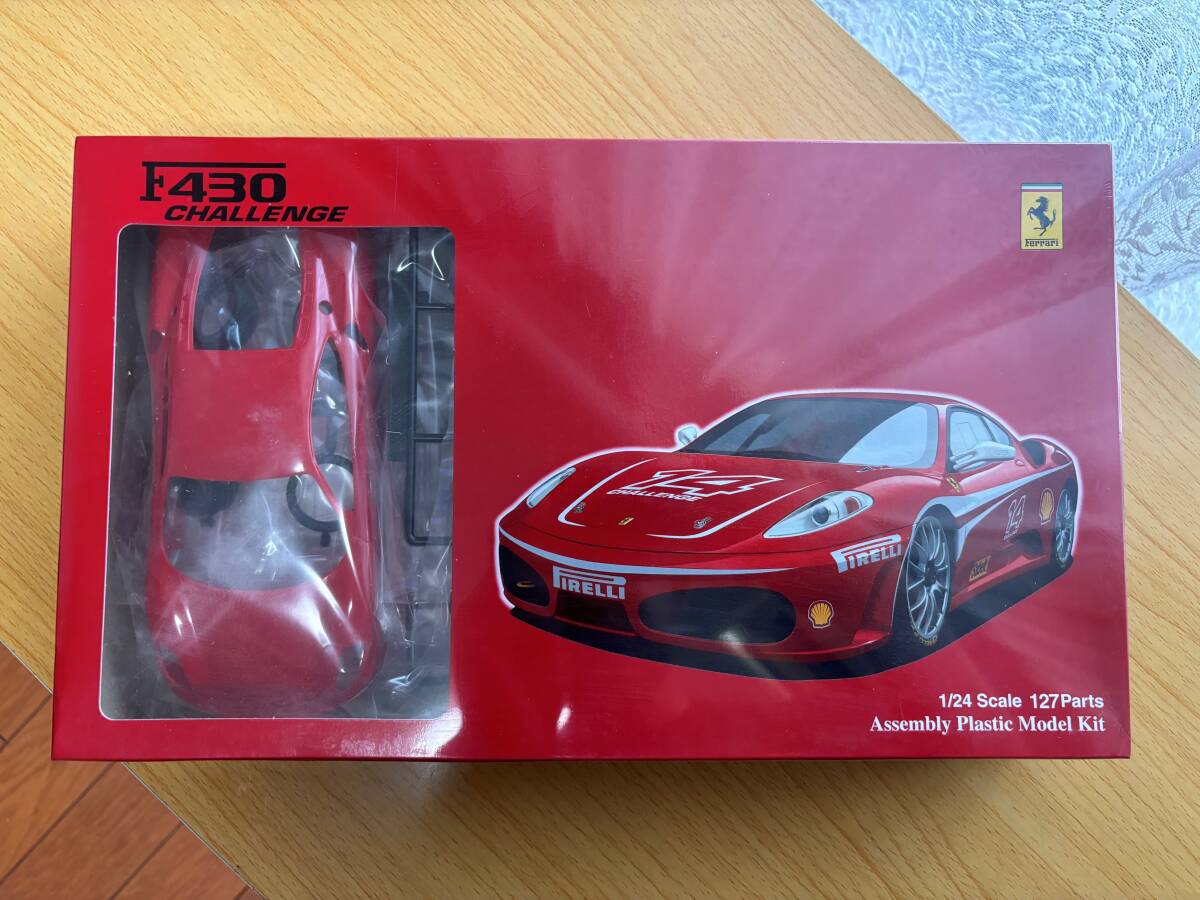 F430
CHALLENGE
Ferrari
14
CHALLENGE
PIRELLI
PIRELLI
14
1/24 Scale 127Parts
Assembly Plastic Model Kit